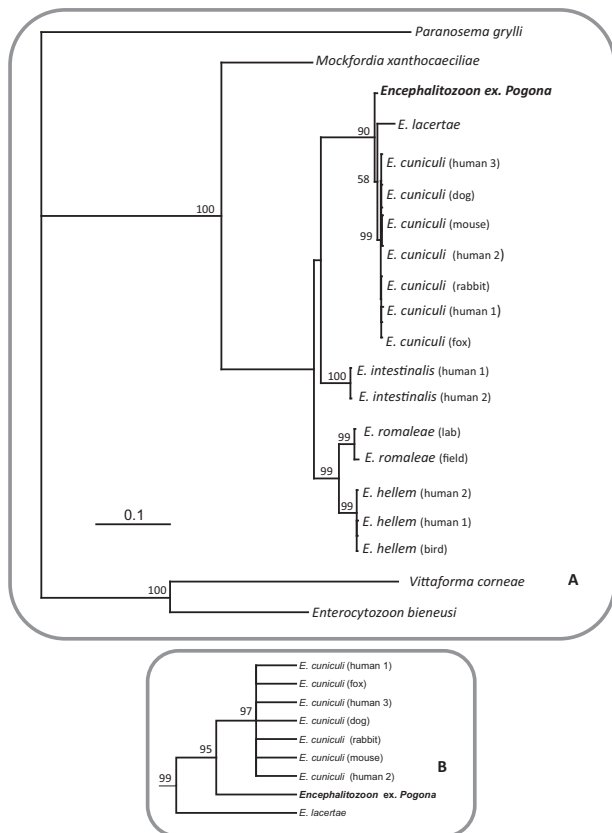 Paranosema grylli
Mockfordia xanthocaeciliae
Encephalitozoon ex. Pogona
90
E. lacertae
E. cuniculi (human 3)
58
E. cuniculi (dog)
100
E. cuniculi (mouse)
99
E. cuniculi (human 2)
E. cuniculi (rabbit)
E. cuniculi (human 1)
E. cuniculi (fox)
E. intestinalis (human 1)
100
E. intestinalis (human 2)
E. romaleae (lab)
99
E. romaleae (field)
99
E. hellem (human 2)
99
0.1
E. hellem (human 1)
E. hellem (bird)
Vittaforma corneae
A
100
Enterocytozoon bieneusi
E. cuniculi (human 1)
E. cuniculi (fox)
E. cuniculi (human 3)
97
E. cuniculi (dog)
E. cuniculi (rabbit)
95
E. cuniculi (mouse)
B
E. cuniculi (human 2)
99
Encephalitozoon ex. Pogona
E. lacertae